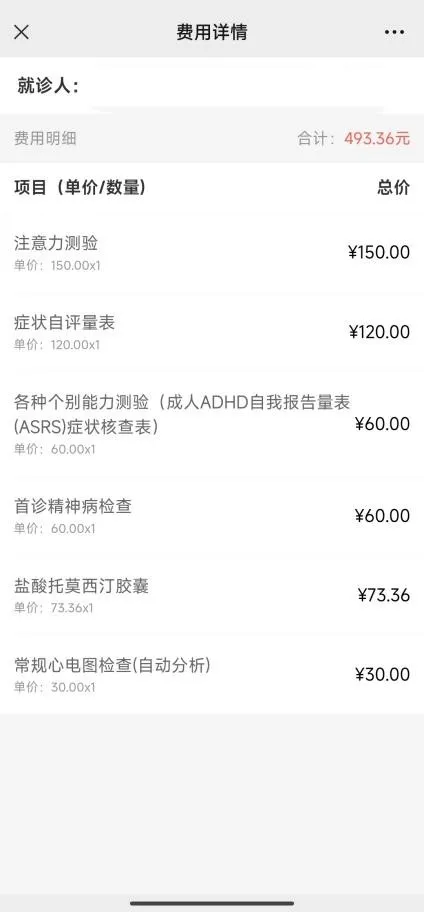 费用详情
就诊人：
费用明细 合计：493.36元
项目（单价/数量） 总价
注意力测验 ¥150.00
单价：150.00x1
症状自评量表 ¥120.00
单价：120.00x1
各种个别能力测验（成人ADHD自我报告量表
(ASRS)症状核查表） ¥60.00
单价：60.00x1
首诊精神病检查 ¥60.00
单价：60.00x1
盐酸托莫西汀胶囊 ¥73.36
单价：73.36x1
常规心电图检查(自动分析) ¥30.00
单价：30.00x1